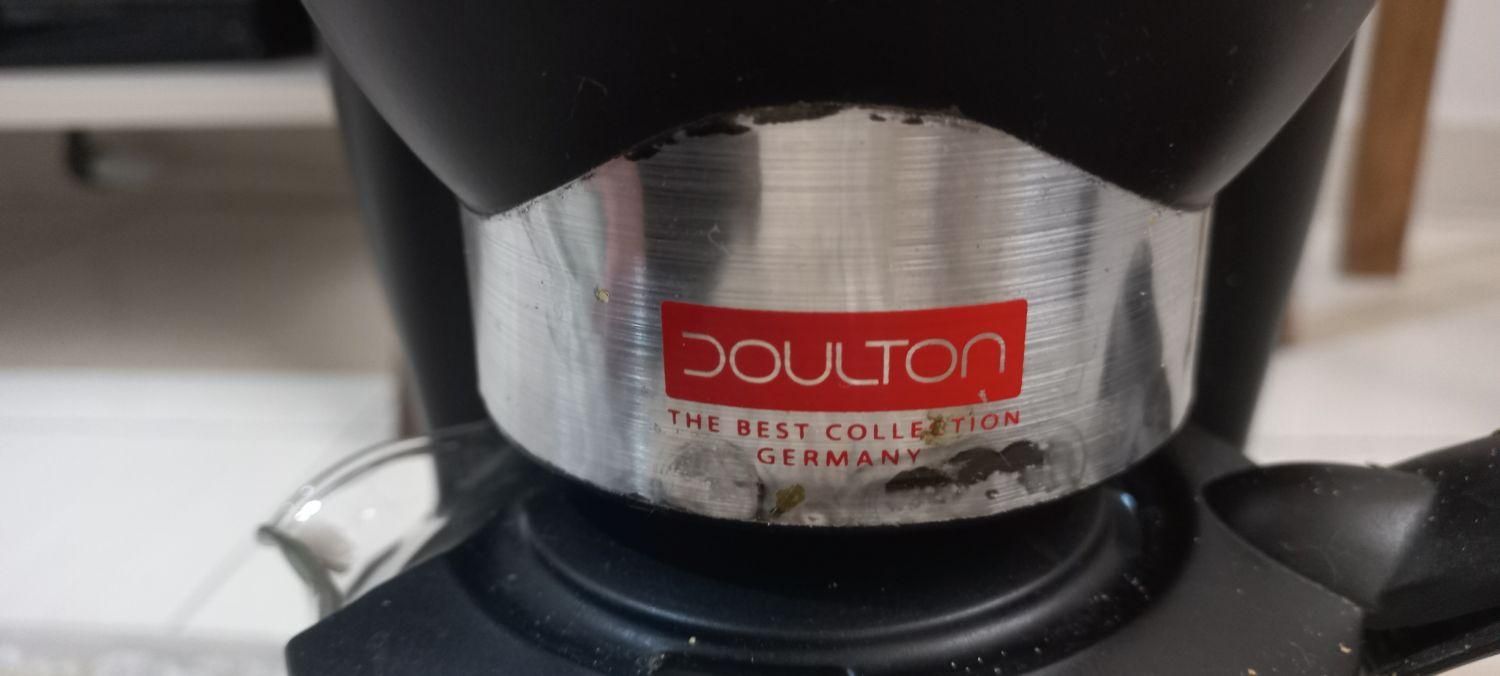 DOULTON
THE BEST COLLECTION
GERMANY